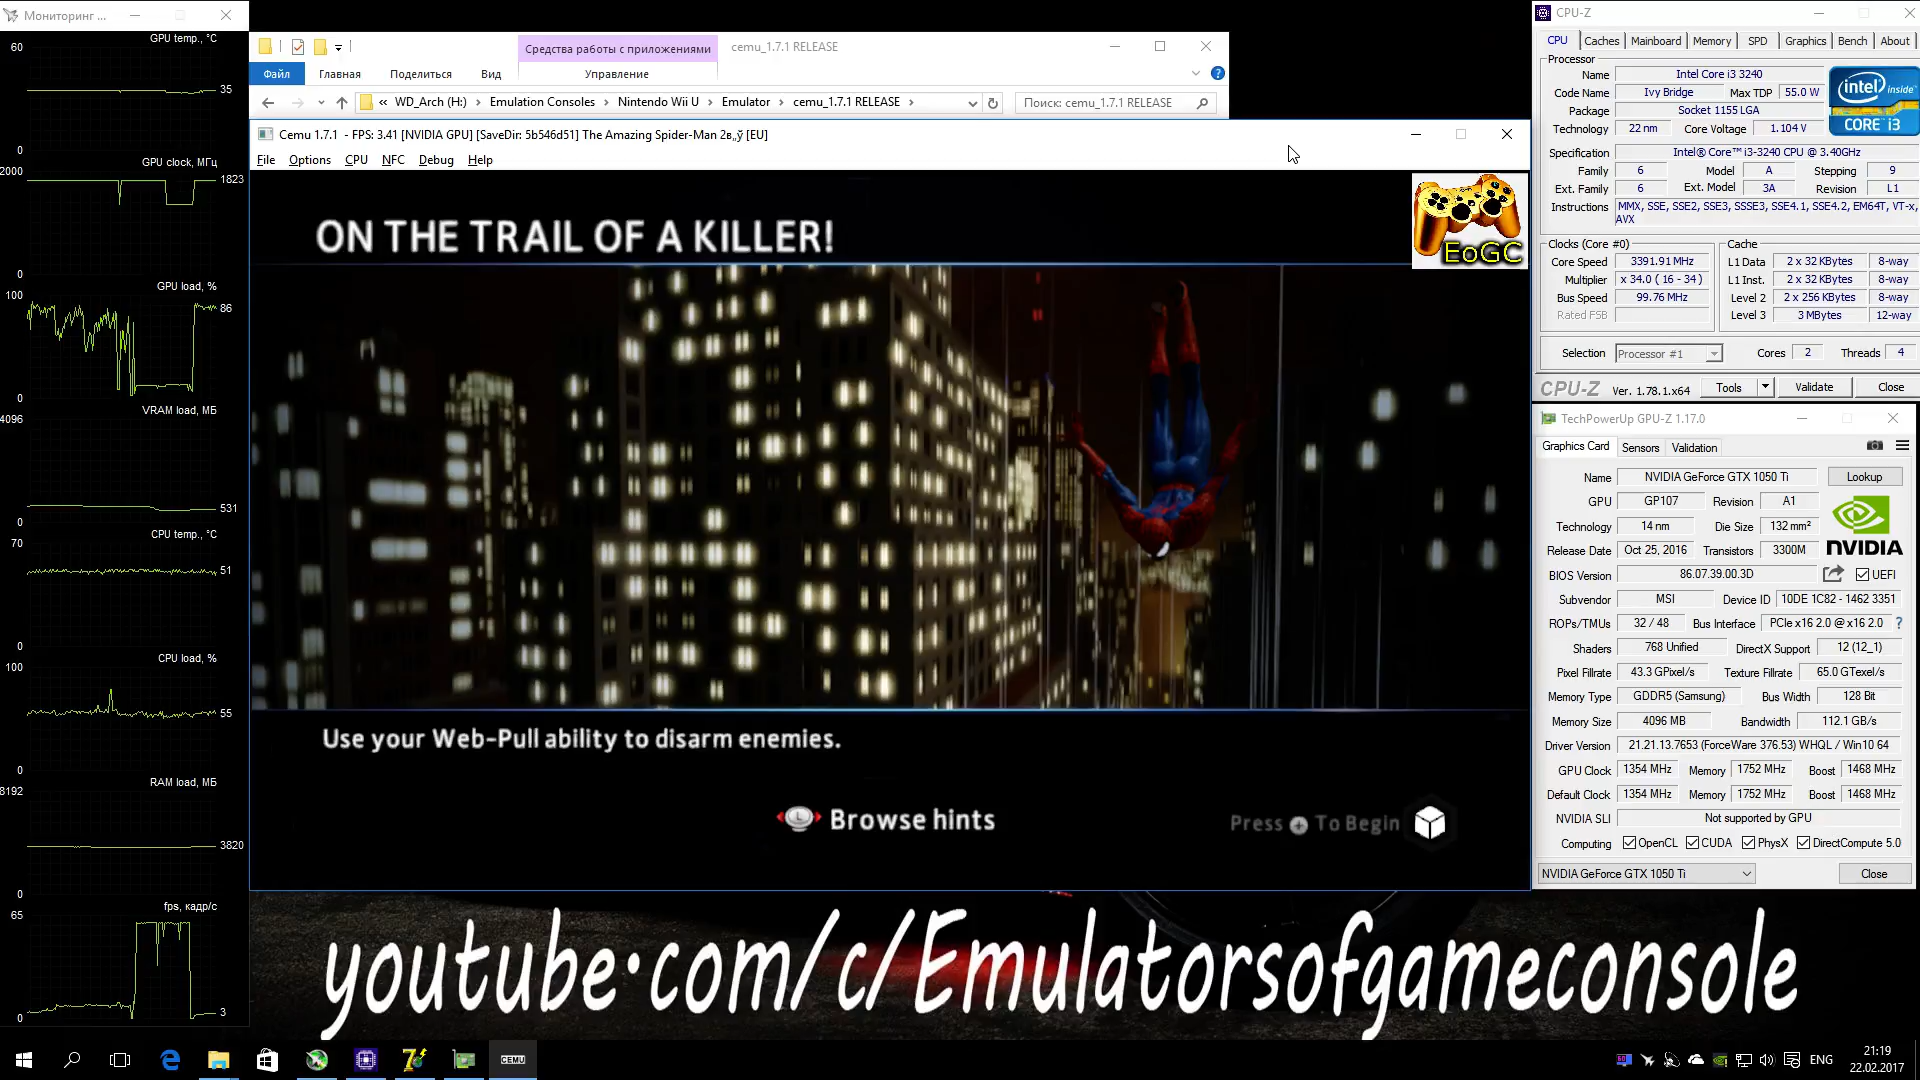 Мониторинг ...
GPU temp., °C
60
35
0
GPU clock, МГц
2000
1823
0
GPU load, %
100
86
0
VRAM load, МБ
4096
531
0
CPU temp., °C
70
51
0
CPU load, %
100
55
0
RAM load, МБ
8192
3820
0
fps, кадр/с
65
3
0
Средства работы с приложениями
cemu_1.7.1 RELEASE
Файл
Главная
Поделиться
Вид
Управление
« WD_Arch (H:) > Emulation Consoles > Nintendo Wii U > Emulator > cemu_1.7.1 RELEASE >
Поиск: cemu_1.7.1 RELEASE
Cemu 1.7.1 - FPS: 3.41 [NVIDIA GPU] [SaveDir: 5b546d51] The Amazing Spider-Man 2в„ў [EU]
File Options CPU NFC Debug Help
EoGC
ON THE TRAIL OF A KILLER!
Use your Web-Pull ability to disarm enemies.
L Browse hints
Press + To Begin
CPU-Z
CPU Caches Mainboard Memory SPD Graphics Bench About
Processor
Name Intel Core i3 3240
Code Name Ivy Bridge Max TDP 55.0 W
Package Socket 1155 LGA
Technology 22 nm Core Voltage 1.104 V
intel inside™
CORE i3
Specification Intel® Core™ i3-3240 CPU @ 3.40GHz
Family 6 Model A Stepping 9
Ext. Family 6 Ext. Model 3A Revision L1
Instructions MMX, SSE, SSE2, SSE3, SSSE3, SSE4.1, SSE4.2, EM64T, VT-x,
AVX
Clocks (Core #0)
Core Speed 3391.91 MHz
Multiplier x 34.0 ( 16 - 34 )
Bus Speed 99.76 MHz
Rated FSB
Cache
L1 Data 2 x 32 KBytes 8-way
L1 Inst. 2 x 32 KBytes 8-way
Level 2 2 x 256 KBytes 8-way
Level 3 3 MBytes 12-way
Selection Processor #1 Cores 2 Threads 4
CPU-Z Ver. 1.78.1.x64 Tools Validate Close
TechPowerUp GPU-Z 1.17.0
Graphics Card Sensors Validation
Name NVIDIA GeForce GTX 1050 Ti Lookup
GPU GP107 Revision A1
Technology 14 nm Die Size 132 mm²
Release Date Oct 25, 2016 Transistors 3300M
NVIDIA
BIOS Version 86.07.39.00.3D UEFI
Subvendor MSI Device ID 10DE 1C82 - 1462 3351
ROPs/TMUs 32 / 48 Bus Interface PCIe x16 2.0 @ x16 2.0 ?
Shaders 768 Unified DirectX Support 12 (12_1)
Pixel Fillrate 43.3 GPixel/s Texture Fillrate 65.0 GTexel/s
Memory Type GDDR5 (Samsung) Bus Width 128 Bit
Memory Size 4096 MB Bandwidth 112.1 GB/s
Driver Version 21.21.13.7653 (ForceWare 376.53) WHQL / Win10 64
GPU Clock 1354 MHz Memory 1752 MHz Boost 1468 MHz
Default Clock 1354 MHz Memory 1752 MHz Boost 1468 MHz
NVIDIA SLI Not supported by GPU
Computing OpenCL CUDA PhysX DirectCompute 5.0
NVIDIA GeForce GTX 1050 Ti Close
youtube.com/c/Emulatorsofgameconsole
CEMU
ENG
21:19
22.02.2017